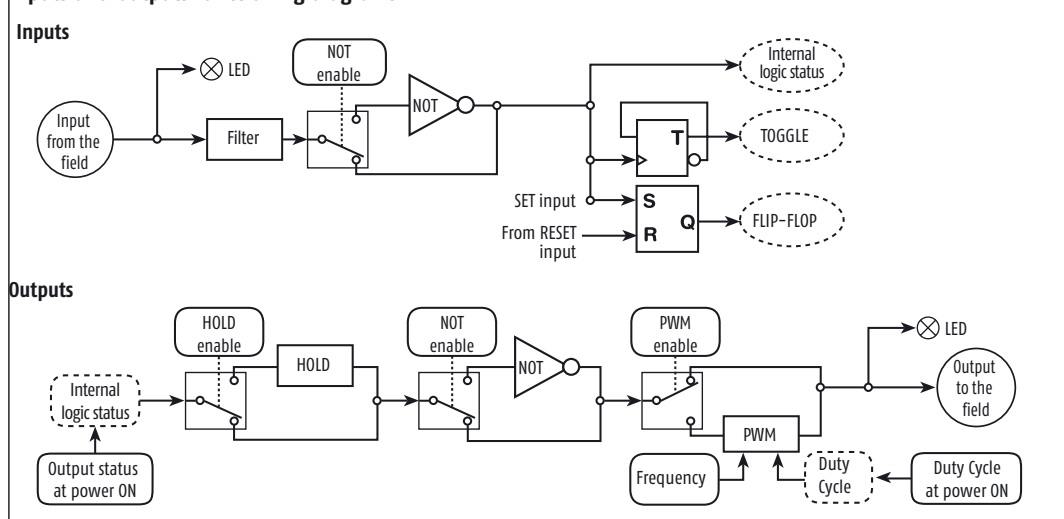 Inputs
NOT
enable
LED
Internal
logic status
NOT
Input
from the
field
Filter
T
TOGGLE
SET input
S
Q
FLIP-FLOP
From RESET
input
R
Outputs
HOLD
enable
NOT
enable
PWM
enable
LED
HOLD
NOT
Output
to the
field
Internal
logic status
PWM
Output status
at power ON
Frequency
Duty
Cycle
Duty Cycle
at power ON